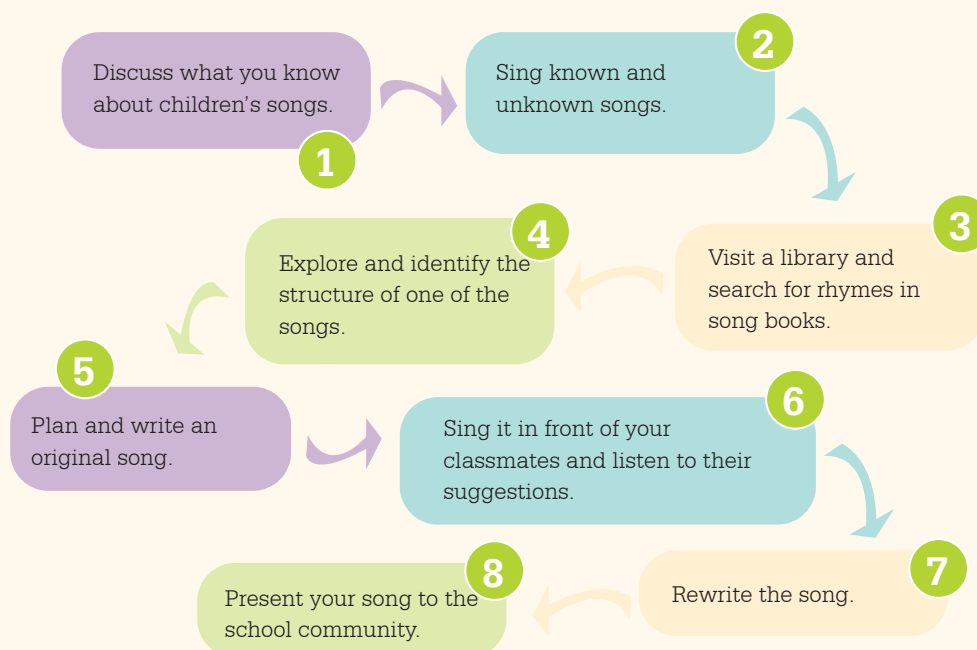 Discuss what you know
about children's songs.
1
Sing known and
unknown songs.
2
Visit a library and
search for rhymes in
song books.
3
Explore and identify the
structure of one of the
songs.
4
Plan and write an
original song.
5
Sing it in front of your
classmates and listen to their
suggestions.
6
Rewrite the song.
7
Present your song to the
school community.
8